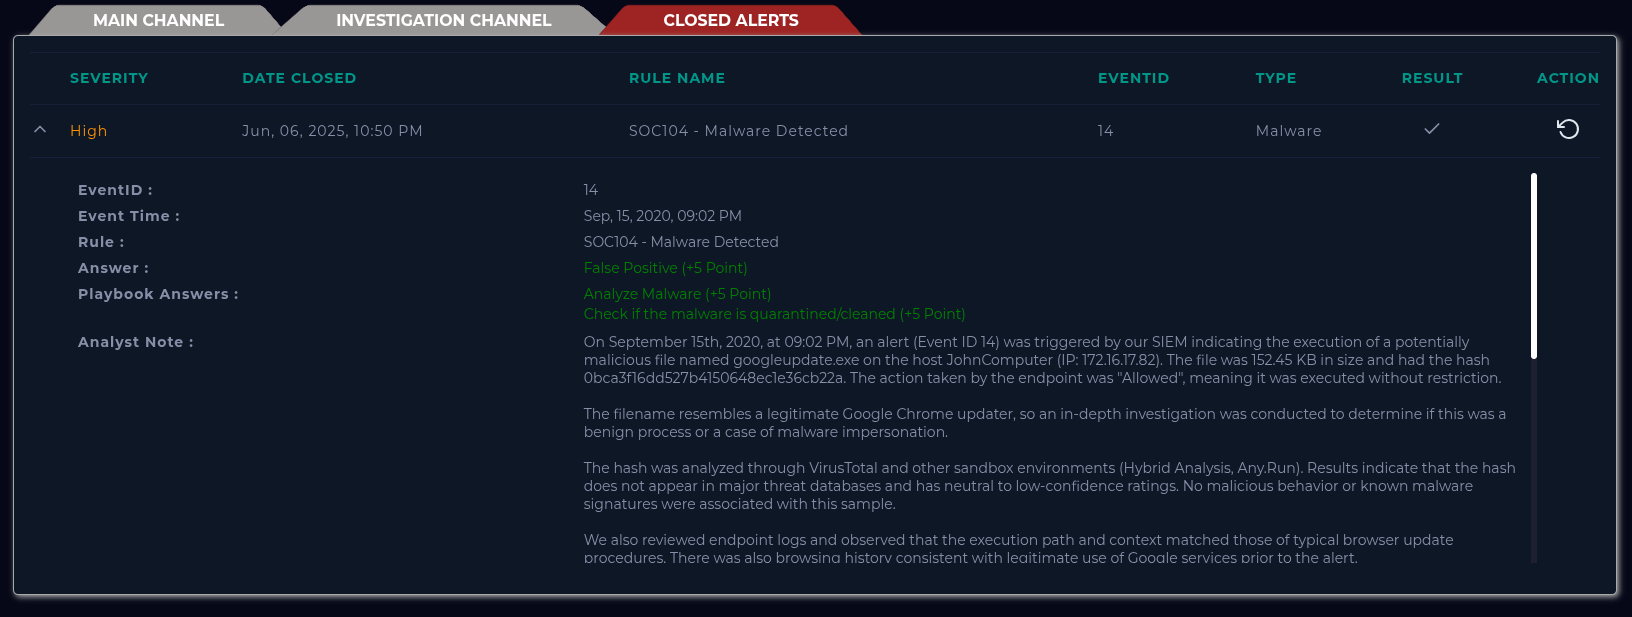 MAIN CHANNEL INVESTIGATION CHANNEL CLOSED ALERTS
SEVERITY DATE CLOSED RULE NAME EVENTID TYPE RESULT ACTION
High Jun, 06, 2025, 10:50 PM SOC104 - Malware Detected 14 Malware
EventID : 14
Event Time : Sep, 15, 2020, 09:02 PM
Rule : SOC104 - Malware Detected
Answer : False Positive (+5 Point)
Playbook Answers : Analyze Malware (+5 Point)
Check if the malware is quarantined/cleaned (+5 Point)
Analyst Note : On September 15th, 2020, at 09:02 PM, an alert (Event ID 14) was triggered by our SIEM indicating the execution of a potentially
malicious file named googleupdate.exe on the host JohnComputer (IP: 172.16.17.82). The file was 152.45 KB in size and had the hash
0bca3f16dd527b4150648ec1e36cb22a. The action taken by the endpoint was "Allowed", meaning it was executed without restriction.
The filename resembles a legitimate Google Chrome updater, so an in-depth investigation was conducted to determine if this was a
benign process or a case of malware impersonation.
The hash was analyzed through VirusTotal and other sandbox environments (Hybrid Analysis, Any.Run). Results indicate that the hash
does not appear in major threat databases and has neutral to low-confidence ratings. No malicious behavior or known malware
signatures were associated with this sample.
We also reviewed endpoint logs and observed that the execution path and context matched those of typical browser update
procedures. There was also browsing history consistent with legitimate use of Google services prior to the alert.